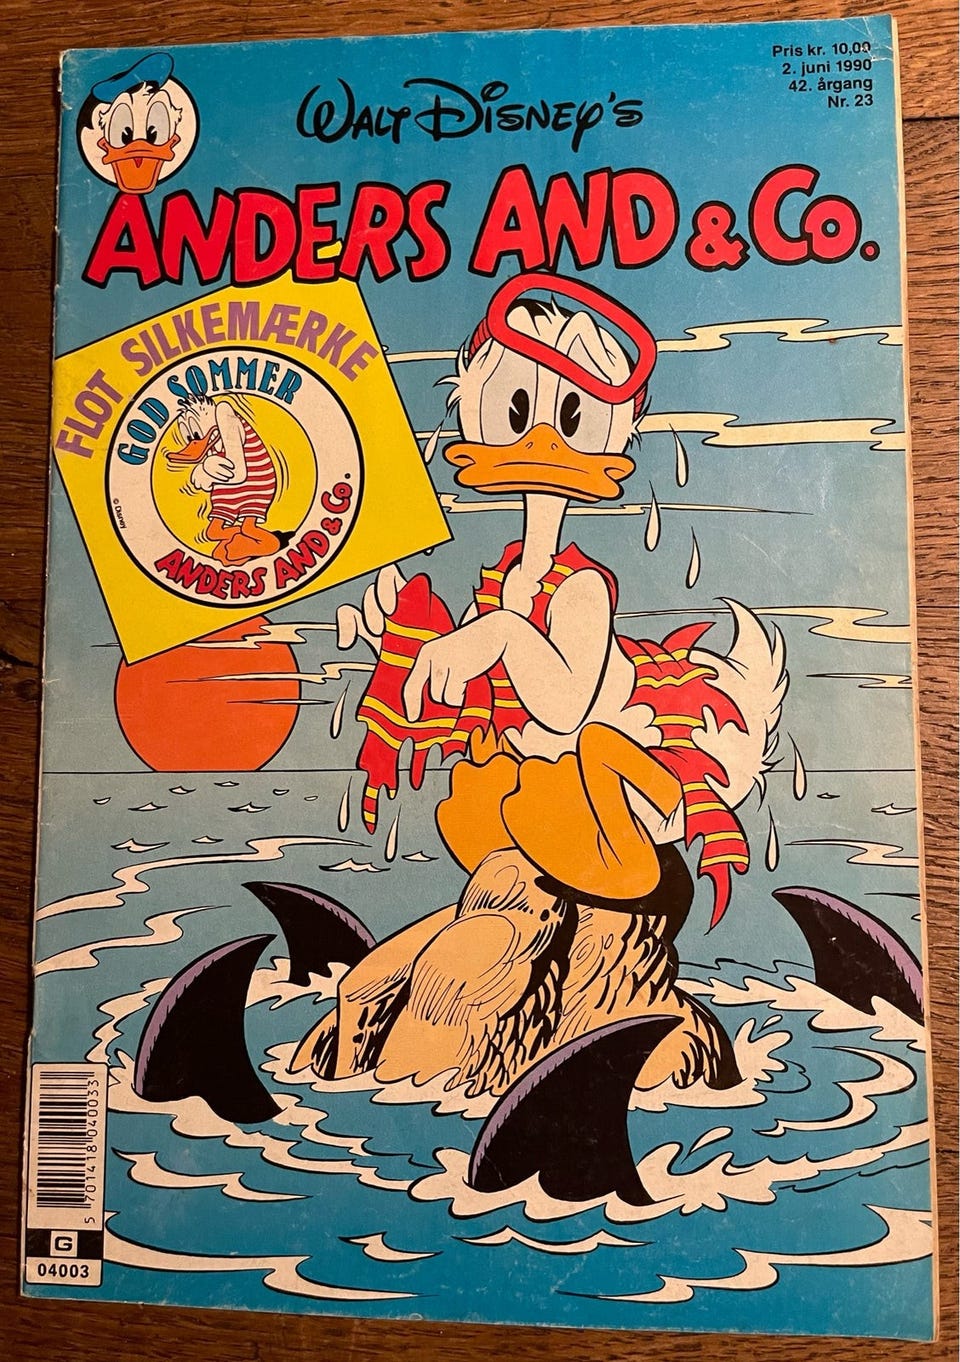 Pris kr. 10,00
2. juni 1990
42. årgang
Nr. 23
WALT DISNEY'S
ANDERS AND & Co.
FLOT SILKEMÆRKE
GOD SOMMER
ANDERS AND & Co.
© Disney
5 701418 040033
G
04003